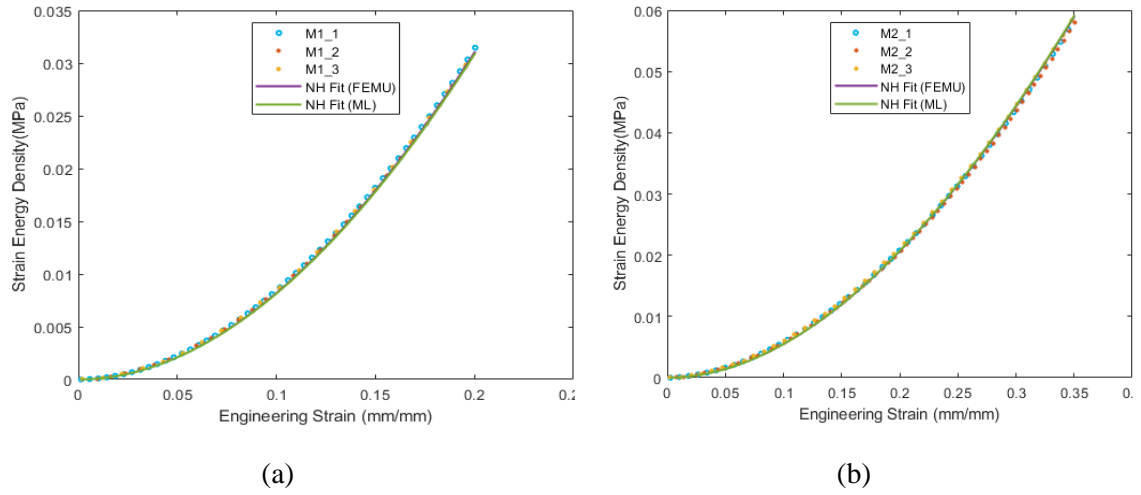 0.035
0.03
0.025
0.02
0.015
0.01
0.005
0
Strain Energy Density(MPa)
M1_1
M1_2
M1_3
NH Fit (FEMU)
NH Fit (ML)
0 0.05 0.1 0.15 0.2
Engineering Strain (mm/mm)
(a)
0.06
0.05
0.04
0.03
0.02
0.01
0
Strain Energy Density(MPa)
M2_1
M2_2
M2_3
NH Fit (FEMU)
NH Fit (ML)
0 0.05 0.1 0.15 0.2 0.25 0.3 0.35
Engineering Strain (mm/mm)
(b)